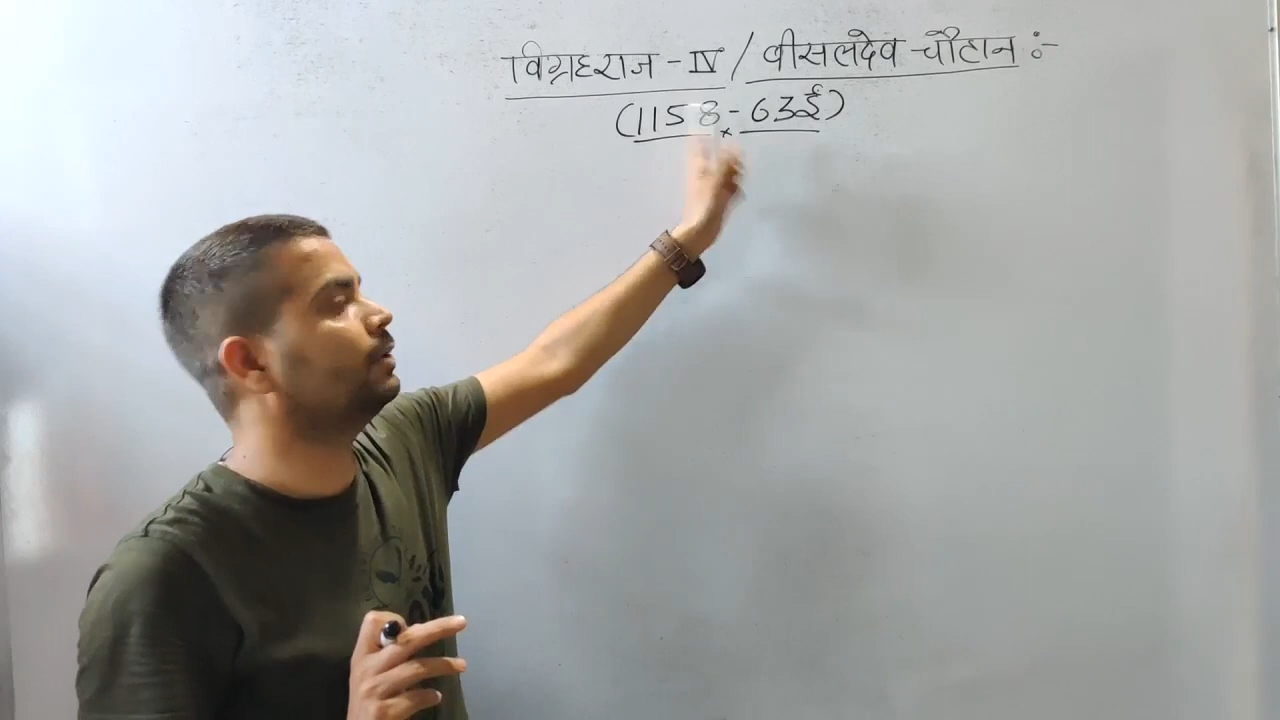 विग्रहराज - IV / वीसलदेव चौहान :-
(1158 - 63ई)